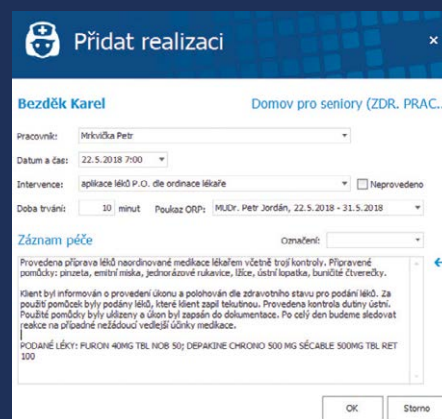 Přidat realizaci
×
Bezděk Karel
Domov pro seniory (ZDR. PRAC..
Pracovník:
Mrkvička Petr
Datum a čas:
22.5.2018 7:00
Intervence:
aplikace léků P.O. dle ordinace lékaře
Neprovedeno
Doba trvání:
10 minut
Poukaz ORP:
MUDr. Petr Jordán, 22.5.2018 - 31.5.2018
Záznam péče
Označení:
Provedena příprava léků naordinované medikace lékařem včetně trojí kontroly. Připravené
pomůcky: pinzeta, emitní miska, jednorázové rukavice, lžíce, ústní lopatka, buničité čtverečky.
Klient byl informován o provedení úkonu a polohován dle zdravotního stavu pro podání léků. Za
použití pomůcek byly podány léky, které klient zapil tekutinou. Provedena kontrola dutiny ústní.
Použité pomůcky byly uklizeny a úkon byl zapsán do dokumentace. Po celý den budeme sledovat
reakce na případné nežádoucí vedlejší účinky medikace.
PODANÉ LÉKY: FURON 40MG TBL NOB 50; DEPAKINE CHRONO 500 MG SÉCABLE 500MG TBL RET
100
OK
Storno